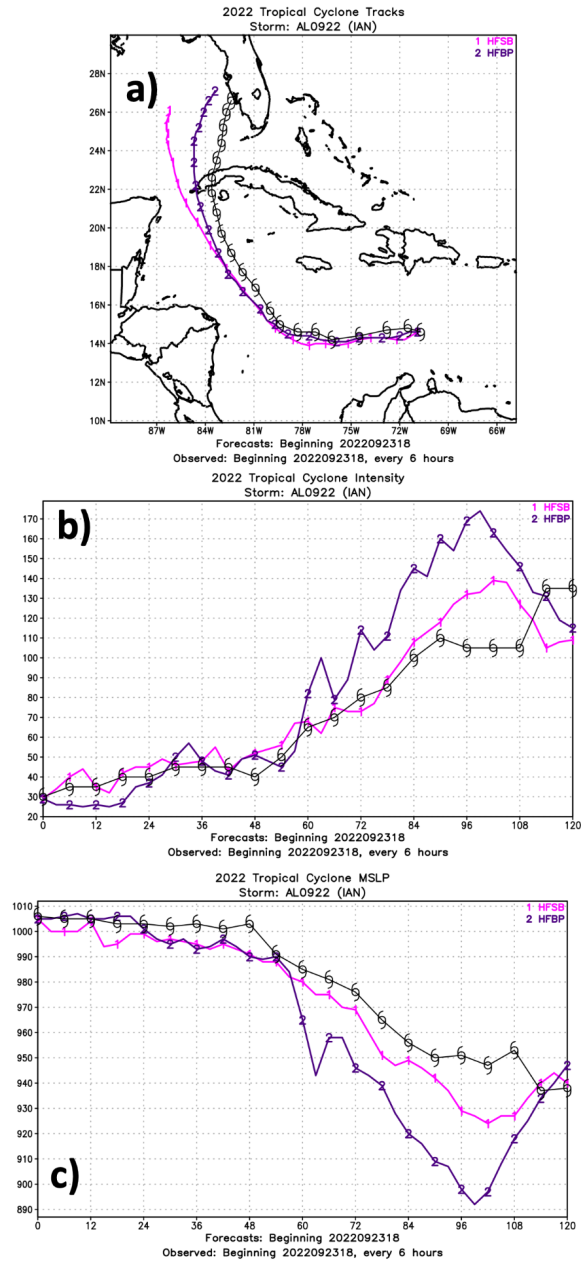 2022 Tropical Cyclone Tracks
Storm: AL0922 (IAN)
a)
1 HFSB
2 HFBP
28N
26N
24N
22N
20N
18N
16N
14N
12N
10N
87W 84W 81W 78W 75W 72W 69W 66W
Forecasts: Beginning 2022092318
Observed: Beginning 2022092318, every 6 hours
2022 Tropical Cyclone Intensity
Storm: AL0922 (IAN)
b)
1 HFSB
2 HFBP
170
160
150
140
130
120
110
100
90
80
70
60
50
40
30
20
0 12 24 36 48 60 72 84 96 108 120
Forecasts: Beginning 2022092318
Observed: Beginning 2022092318, every 6 hours
2022 Tropical Cyclone MSLP
Storm: AL0922 (IAN)
1 HFSB
2 HFBP
1010
1000
990
980
970
960
950
940
930
920
910
900
890
c)
0 12 24 36 48 60 72 84 96 108 120
Forecasts: Beginning 2022092318
Observed: Beginning 2022092318, every 6 hours